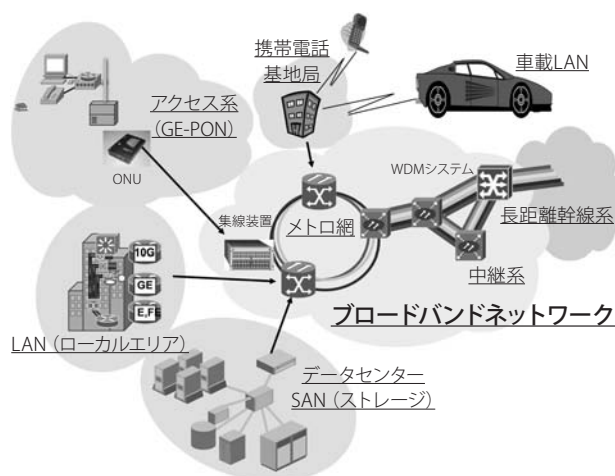 携帯電話
基地局
車載LAN
アクセス系
(GE-PON)
ONU
WDMシステム
集線装置
メトロ網
長距離幹線系
中継系
10G
GE
E,FE
ブロードバンドネットワーク
LAN（ローカルエリア）
データセンター
SAN（ストレージ）